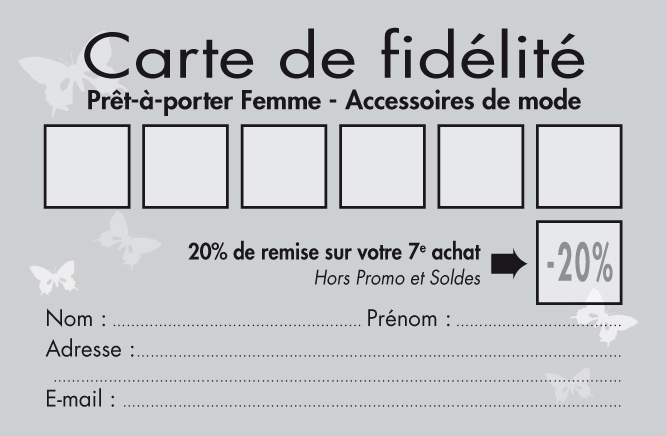 Carte de fidélité
Prêt-à-porter Femme - Accessoires de mode
20% de remise sur votre 7e achat
Hors Promo et Soldes
-20%
Nom : Prénom :
Adresse :
E-mail :